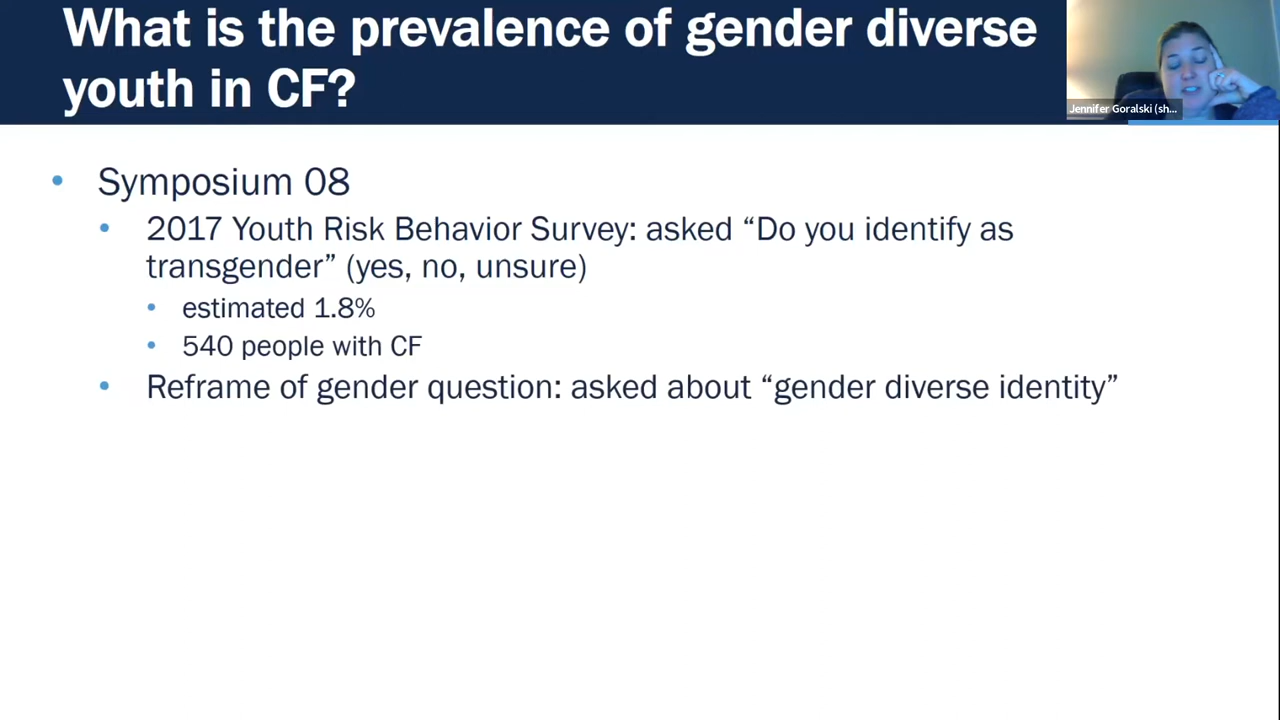 What is the prevalence of gender diverse
youth in CF?
Jennifer Goralski (sh...
• Symposium 08
• 2017 Youth Risk Behavior Survey: asked “Do you identify as
transgender” (yes, no, unsure)
• estimated 1.8%
• 540 people with CF
• Reframe of gender question: asked about “gender diverse identity”